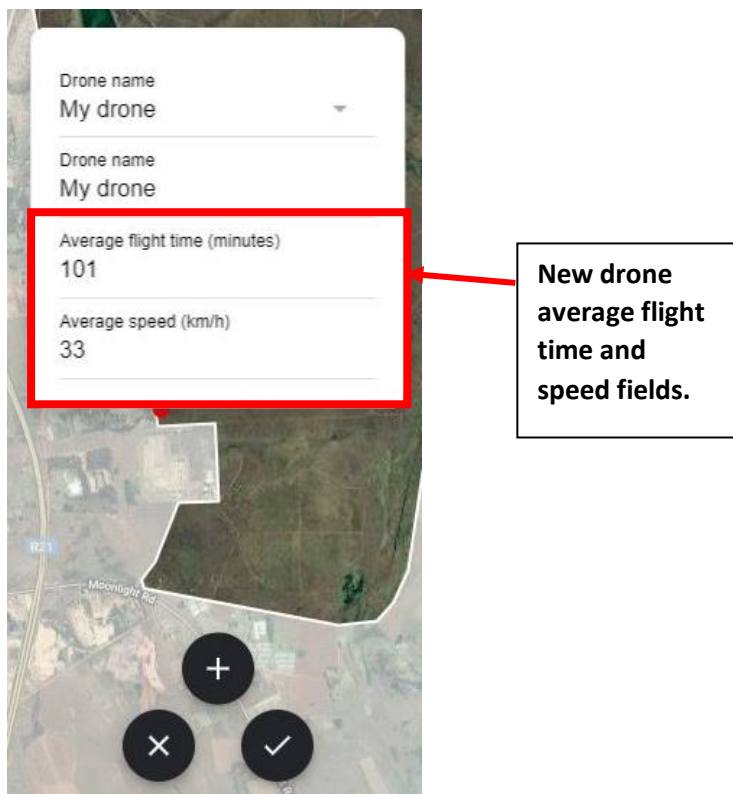 Drone name
My drone
Drone name
My drone
Average flight time (minutes)
101
Average speed (km/h)
33
New drone
average flight
time and
speed fields.
R21
Moonlight Rd